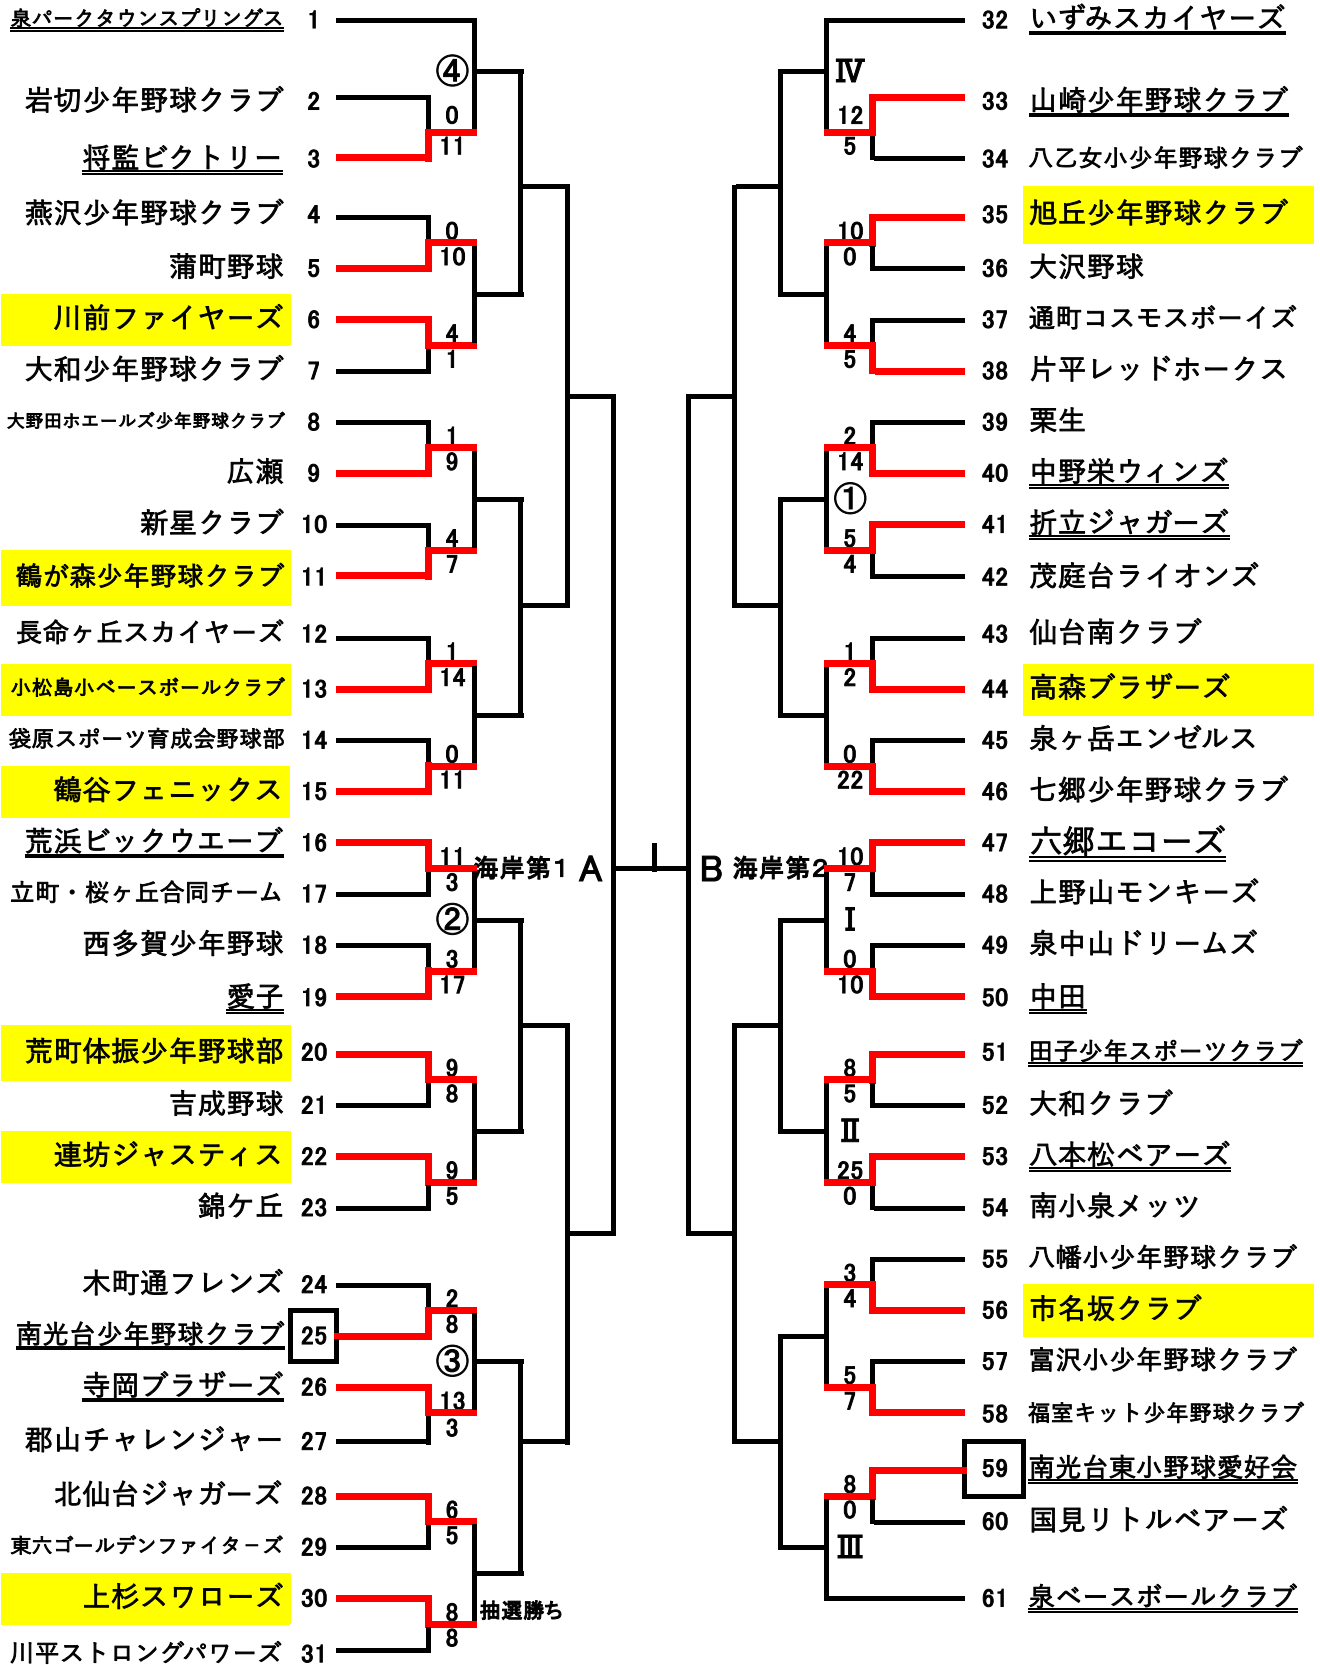 泉パークタウンスプリングス 1
④
岩切少年野球クラブ 2
0
11
将監ビクトリー 3
燕沢少年野球クラブ 4
0
10
蒲町野球 5
川前ファイヤーズ 6
4
1
大和少年野球クラブ 7
大野田ホエールズ少年野球クラブ 8
1
9
広瀬 9
新星クラブ 10
4
7
鶴が森少年野球クラブ 11
長命ヶ丘スカイヤーズ 12
1
14
小松島小ベースボールクラブ 13
袋原スポーツ育成会野球部 14
0
11
鶴谷フェニックス 15
荒浜ビックウエーブ 16
11
3
立町・桜ヶ丘合同チーム 17
②
西多賀少年野球 18
3
17
愛子 19
荒町体振少年野球部 20
9
8
吉成野球 21
連坊ジャスティス 22
9
5
錦ケ丘 23
木町通フレンズ 24
2
8
南光台少年野球クラブ 25
③
寺岡ブラザーズ 26
13
3
郡山チャレンジャー 27
北仙台ジャガーズ 28
6
5
東六ゴールデンファイターズ 29
上杉スワローズ 30
8
8
抽選勝ち
川平ストロングパワーズ 31
海岸第1 A
B 海岸第2
32 いずみスカイヤーズ
Ⅳ
33 山崎少年野球クラブ
12
5
34 八乙女小少年野球クラブ
35 旭丘少年野球クラブ
10
0
36 大沢野球
37 通町コスモスボーイズ
4
5
38 片平レッドホークス
39 栗生
2
14
40 中野栄ウィンズ
①
41 折立ジャガーズ
5
4
42 茂庭台ライオンズ
43 仙台南クラブ
1
2
44 高森ブラザーズ
45 泉ヶ岳エンゼルス
0
22
46 七郷少年野球クラブ
47 六郷エコーズ
10
7
48 上野山モンキーズ
Ⅰ
49 泉中山ドリームズ
0
10
50 中田
51 田子少年スポーツクラブ
8
5
52 大和クラブ
Ⅱ
53 八本松ベアーズ
25
0
54 南小泉メッツ
55 八幡小少年野球クラブ
3
4
56 市名坂クラブ
57 富沢小少年野球クラブ
5
7
58 福室キット少年野球クラブ
59 南光台東小野球愛好会
8
0
60 国見リトルベアーズ
Ⅲ
61 泉ベースボールクラブ